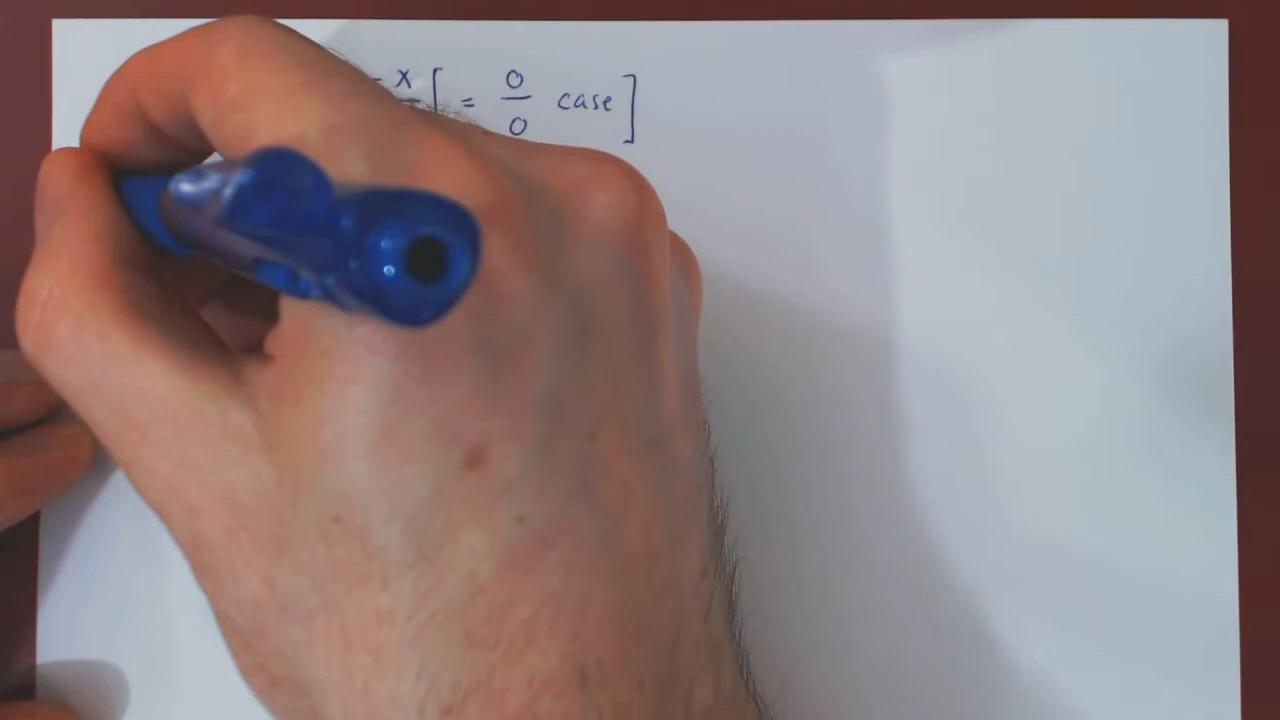 - x [ = 0/0 case ]